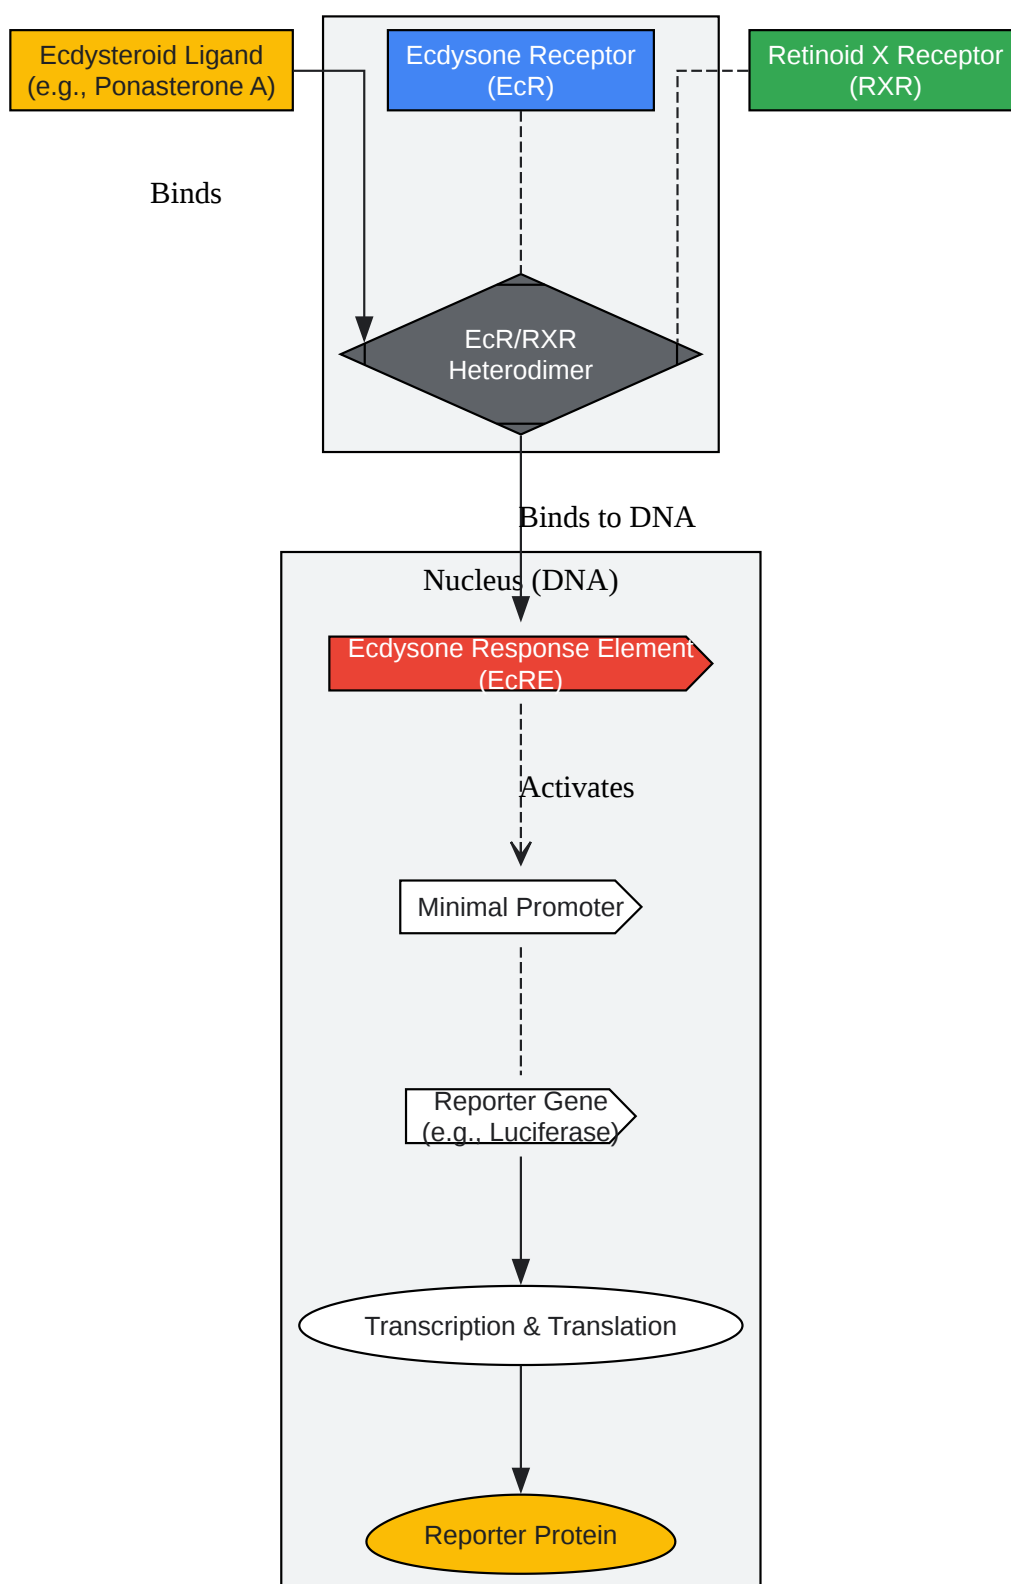 Ecdysteroid Ligand
(e.g., Ponasterone A)
Ecdysone Receptor
(EcR)
Retinoid X Receptor
(RXR)
Binds
EcR/RXR
Heterodimer
Binds to DNA
Nucleus (DNA)
Ecdysone Response Element
(EcRE)
Activates
Minimal Promoter
Reporter Gene
(e.g., Luciferase)
Transcription & Translation
Reporter Protein